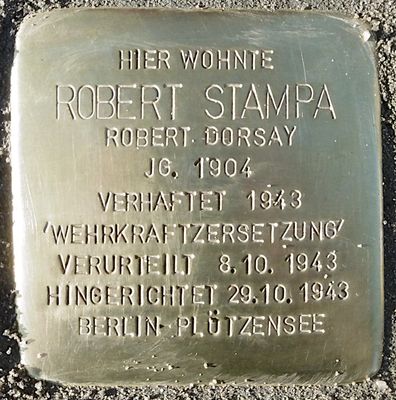 HIER WOHNTE
ROBERT STAMPA
ROBERT DORSAY
JG. 1904
VERHAFTET 1943
'WEHRKRAFTZERSETZUNG'
VERURTEILT 8.10.1943
HINGERICHTET 29.10.1943
BERLIN-PLÖTZENSEE